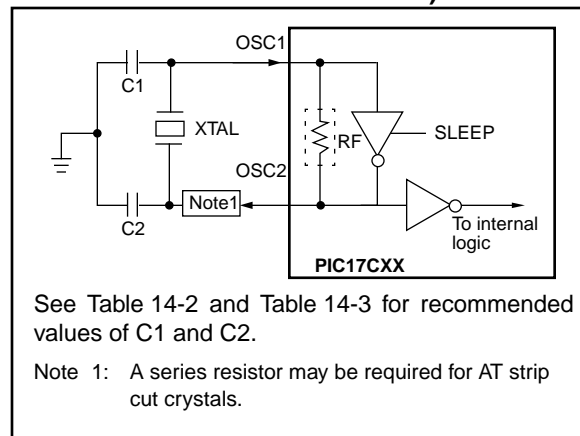 OSC1
C1
XTAL
RF
SLEEP
OSC2
C2
Note1
To internal
logic
PIC17CXX
See Table 14-2 and Table 14-3 for recommended
values of C1 and C2.
Note 1: A series resistor may be required for AT strip
cut crystals.